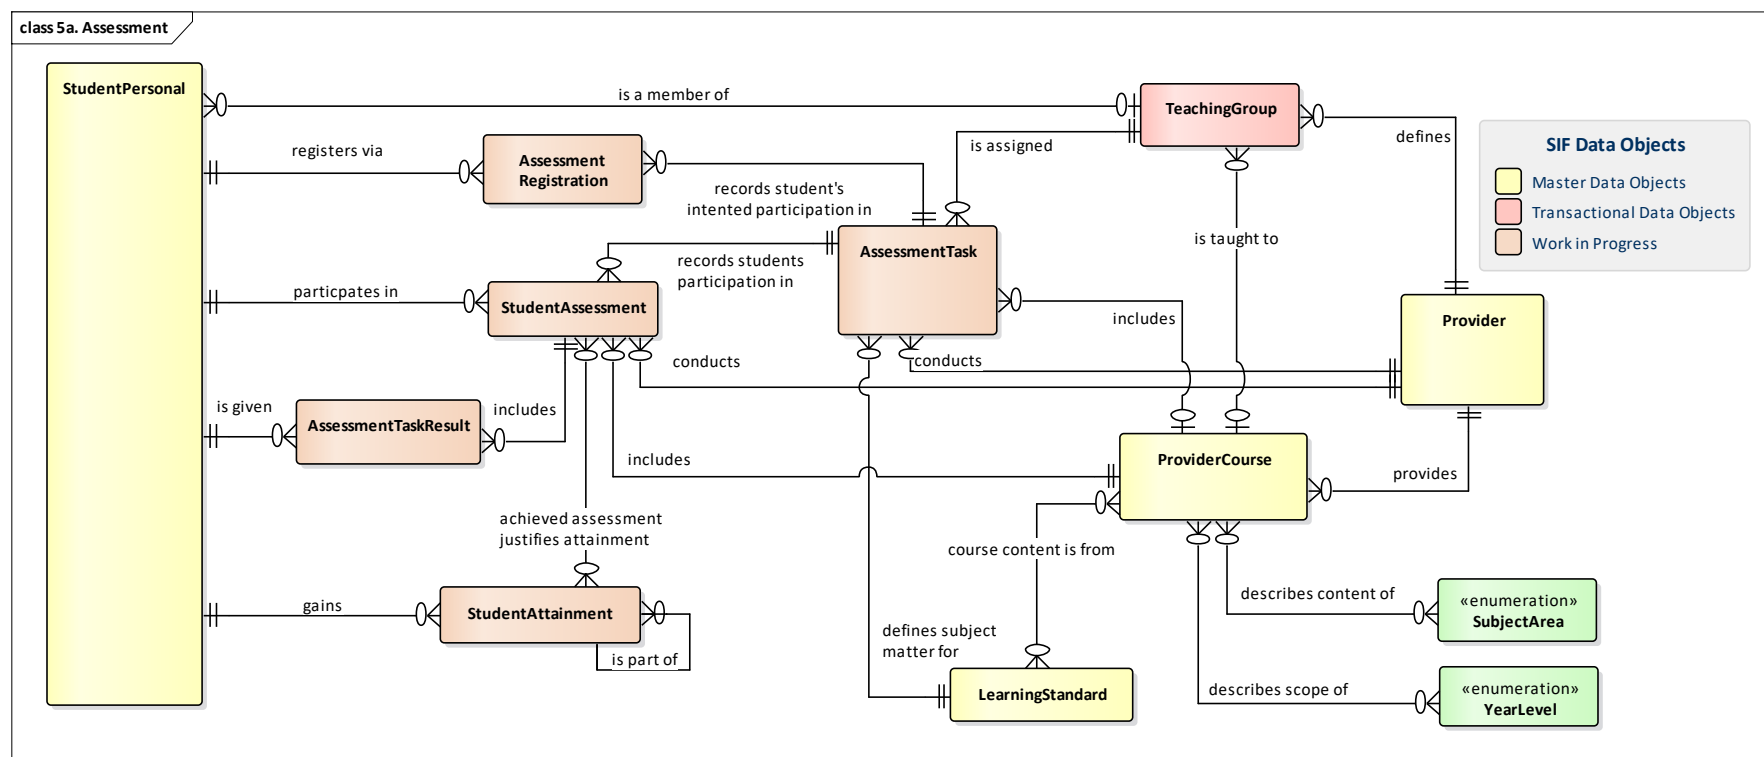 class 5a. Assessment
StudentPersonal
is a member of
TeachingGroup
defines
SIF Data Objects
Master Data Objects
Transactional Data Objects
Work in Progress
registers via
Assessment
Registration
is assigned
records student's
intented participation in
is taught to
AssessmentTask
records students
participation in
particpates in
StudentAssessment
includes
Provider
conducts
conducts
is given
AssessmentTaskResult
includes
includes
ProviderCourse
provides
achieved assessment
justifies attainment
course content is from
gains
StudentAttainment
is part of
describes content of
«enumeration»
SubjectArea
defines subject
matter for
LearningStandard
describes scope of
«enumeration»
YearLevel